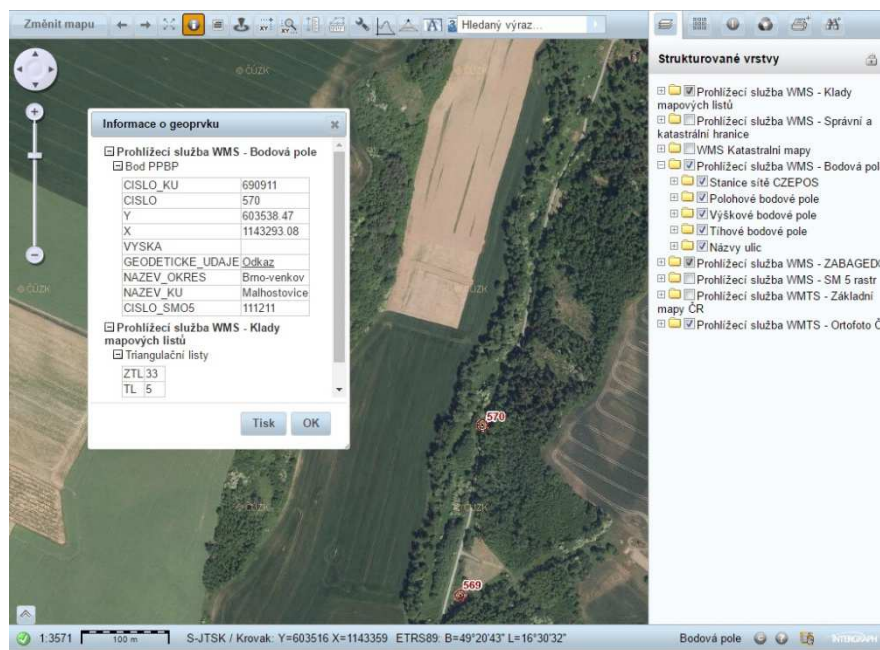 Změnit mapu
XY
XY
Hledaný výraz...
Strukturované vrstvy
Prohlížecí služba WMS - Klady
mapových listů
Prohlížecí služba WMS - Správní a
katastrální hranice
WMS Katastralni mapy
Prohlížecí služba WMS - Bodová pol
Stanice sítě CZEPOS
Polohové bodové pole
Výškové bodové pole
Tíhové bodové pole
Názvy ulic
Prohlížecí služba WMS - ZABAGED
Prohlížecí služba WMS - SM 5 rastr
Prohlížecí služba WMTS - Základní
mapy ČR
Prohlížecí služba WMTS - Ortofoto Č
Informace o geoprvku
Prohlížecí služba WMS - Bodová pole
Bod PPBP
CISLO_KU 690911
CISLO 570
Y 603538.47
X 1143293.08
VYSKA
GEODETICKE_UDAJE Odkaz
NAZEV_OKRES Brno-venkov
NAZEV_KU Malhostovice
CISLO_SMO5 111211
Prohlížecí služba WMS - Klady
mapových listů
Triangulační listy
ZTL 33
TL 5
Tisk OK
© ČÚZK
© ČÚZK
© ČÚZK
© ČÚZK
570
569
1:3571 100 m S-JTSK / Krovak: Y=603516 X=1143359 ETRS89: B=49°20'43" L=16°30'32" Bodová pole INTERGRAPH